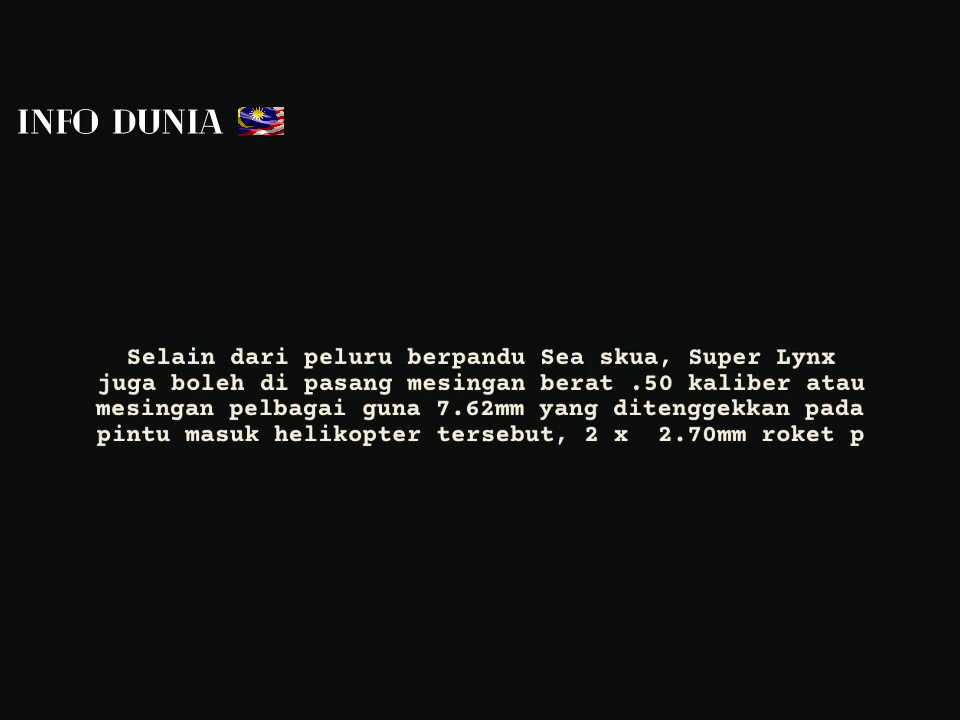 INFO DUNIA
Selain dari peluru berpandu Sea skua, Super Lynx
juga boleh di pasang mesingan berat .50 kaliber atau
mesingan pelbagai guna 7.62mm yang ditenggekkan pada
pintu masuk helikopter tersebut, 2 x  2.70mm roket p